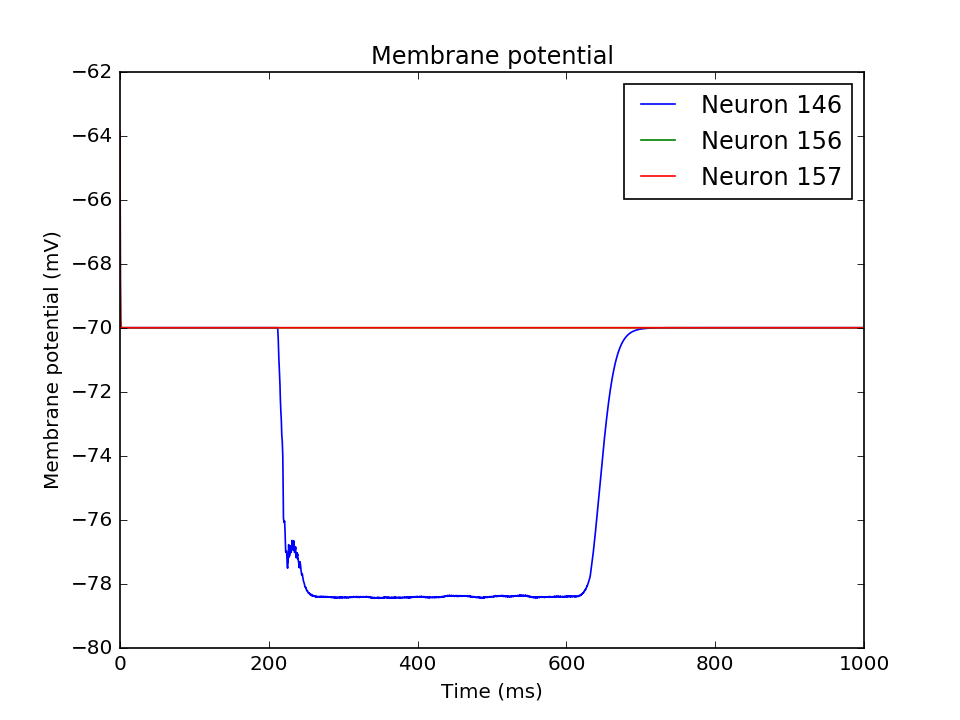 Membrane potential
−62
−64
−66
−68
−70
−72
−74
−76
−78
−80
Membrane potential (mV)
Neuron 146
Neuron 156
Neuron 157
0 200 400 600 800 1000
Time (ms)